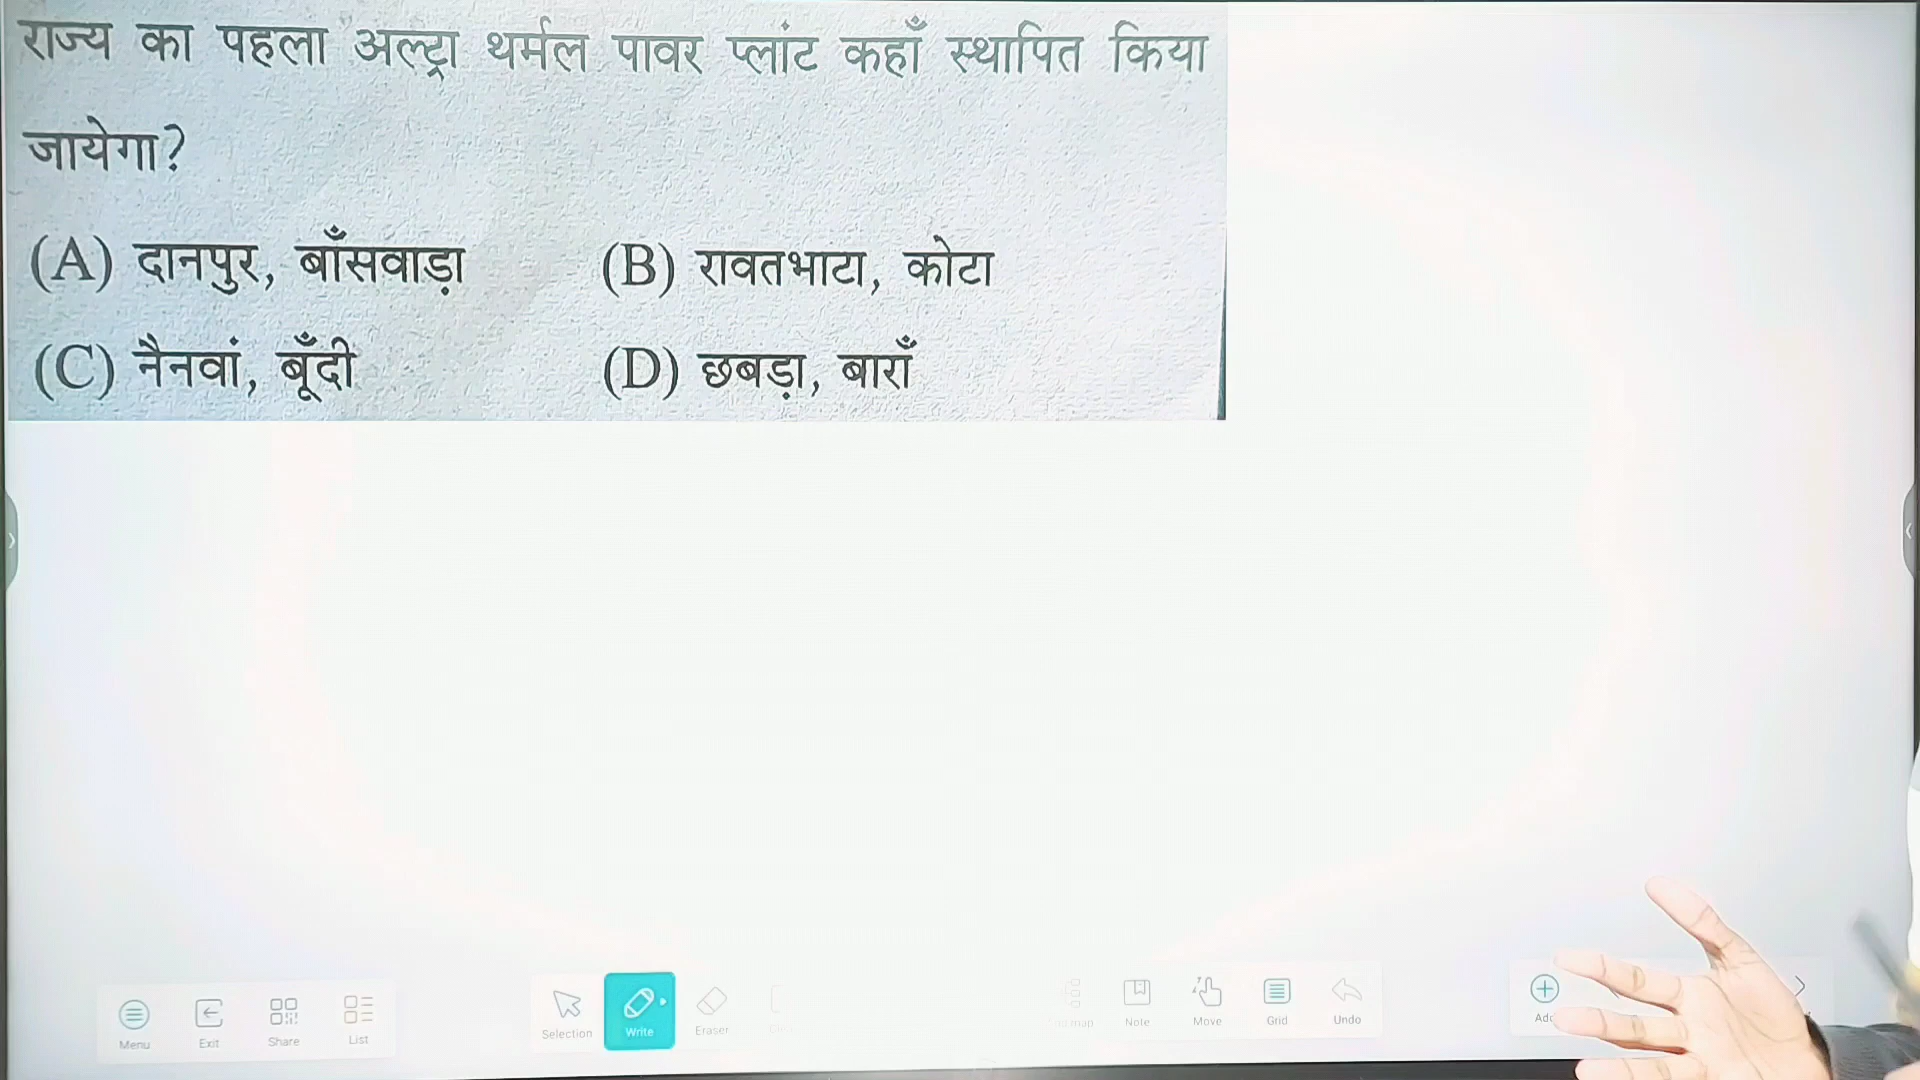 राज्य का पहला अल्ट्रा थर्मल पावर प्लांट कहाँ स्थापित किया
जायेगा?
(A) दानपुर, बाँसवाड़ा (B) रावतभाटा, कोटा
(C) नैनवां, बूँदी (D) छबड़ा, बाराँ
Menu Exit Share List Selection Write Eraser Note Move Grid Undo